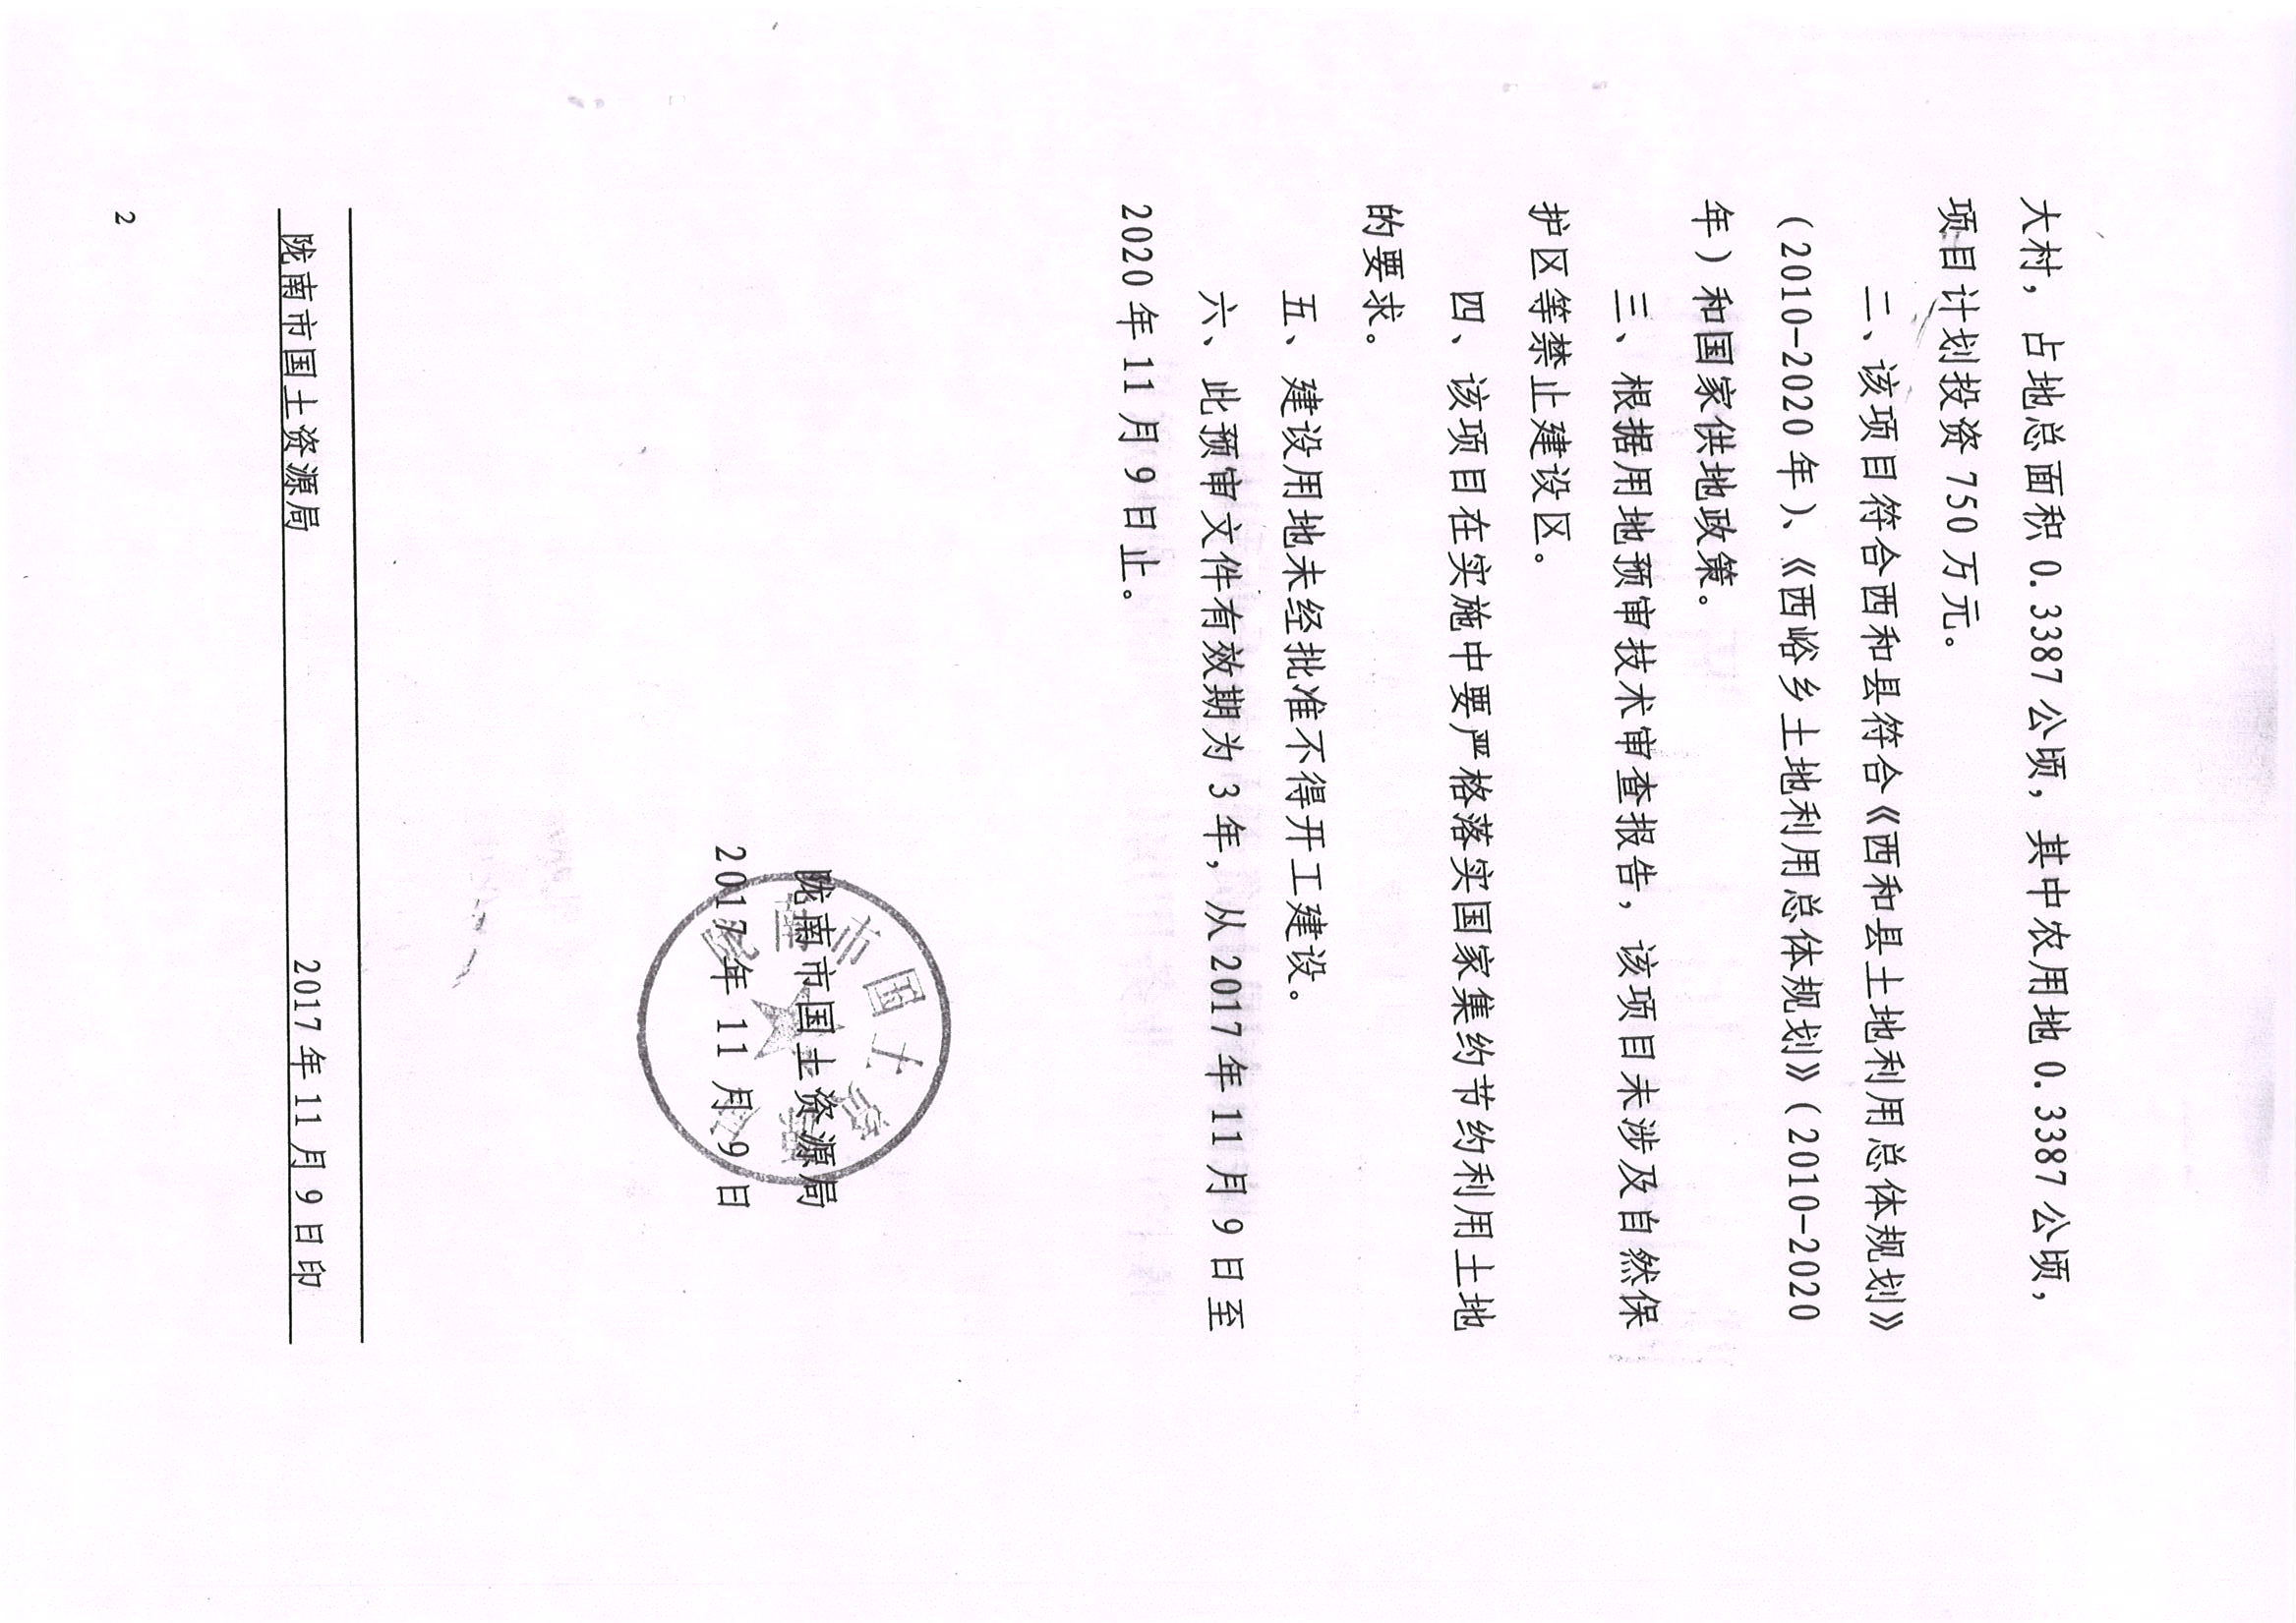 大村，占地总面积 0.3387 公顷，其中农用地 0.3387 公顷，
项目计划投资 750 万元。
二、该项目符合西和县符合《西和县土地利用总体规划》
（2010-2020 年）、《西峪乡土地利用总体规划》（2010-2020
年）和国家供地政策。
三、根据用地预审技术审查报告，该项目未涉及自然保
护区等禁止建设区。
四、该项目在实施中要严格落实国家集约节约利用土地
的要求。
五、建设用地未经批准不得开工建设。
六、此预审文件有效期为 3 年，从 2017 年 11 月 9 日至
2020 年 11 月 9 日止。
陇南市国土资源局
陇南市国土资源局
2017 年 11 月 9 日
陇南市国土资源局 2017 年 11 月 9 日印
2